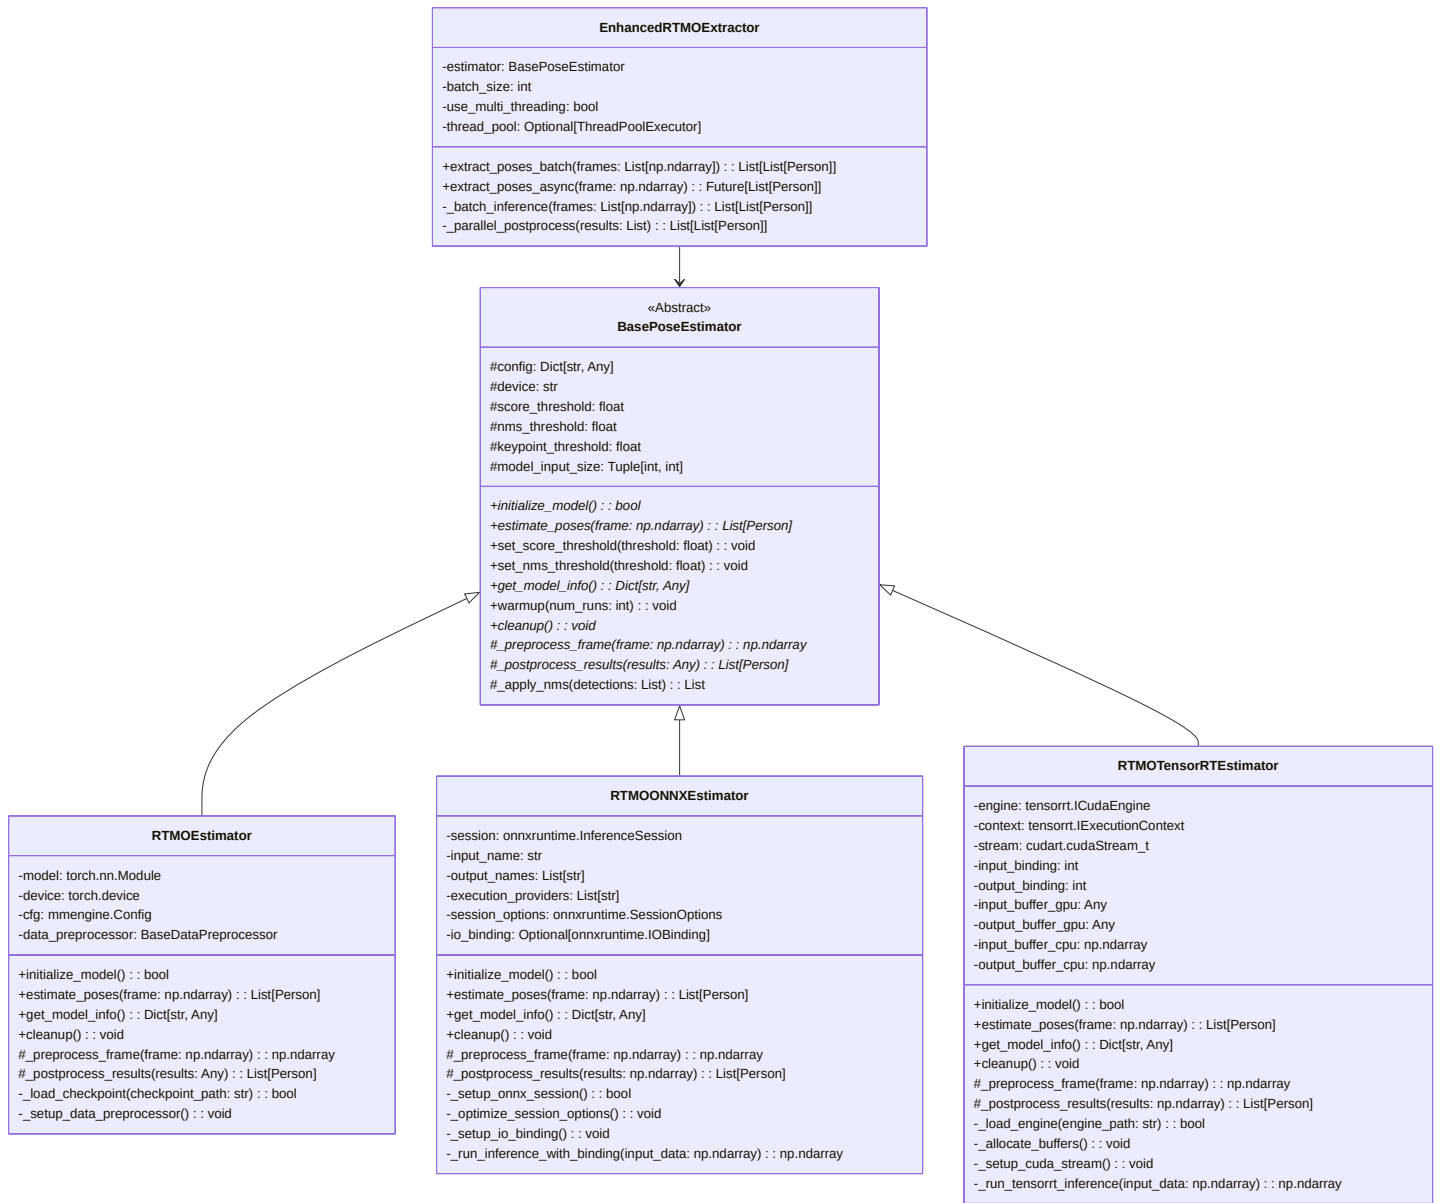 EnhancedRTMOExtractor
-estimator: BasePoseEstimator
-batch_size: int
-use_multi_threading: bool
-thread_pool: Optional[ThreadPoolExecutor]
+extract_poses_batch(frames: List[np.ndarray]) : : List[List[Person]]
+extract_poses_async(frame: np.ndarray) : : Future[List[Person]]
-_batch_inference(frames: List[np.ndarray]) : : List[List[Person]]
-_parallel_postprocess(results: List) : : List[List[Person]]
«Abstract»
BasePoseEstimator
#config: Dict[str, Any]
#device: str
#score_threshold: float
#nms_threshold: float
#keypoint_threshold: float
#model_input_size: Tuple[int, int]
+initialize_model() : : bool
+estimate_poses(frame: np.ndarray) : : List[Person]
+set_score_threshold(threshold: float) : : void
+set_nms_threshold(threshold: float) : : void
+get_model_info() : : Dict[str, Any]
+warmup(num_runs: int) : : void
+cleanup() : : void
#_preprocess_frame(frame: np.ndarray) : : np.ndarray
#_postprocess_results(results: Any) : : List[Person]
#_apply_nms(detections: List) : : List
RTMOEstimator
-model: torch.nn.Module
-device: torch.device
-cfg: mmengine.Config
-data_preprocessor: BaseDataPreprocessor
+initialize_model() : : bool
+estimate_poses(frame: np.ndarray) : : List[Person]
+get_model_info() : : Dict[str, Any]
+cleanup() : : void
#_preprocess_frame(frame: np.ndarray) : : np.ndarray
#_postprocess_results(results: Any) : : List[Person]
-_load_checkpoint(checkpoint_path: str) : : bool
-_setup_data_preprocessor() : : void
RTMOONNXEstimator
-session: onnxruntime.InferenceSession
-input_name: str
-output_names: List[str]
-execution_providers: List[str]
-session_options: onnxruntime.SessionOptions
-io_binding: Optional[onnxruntime.IOBinding]
+initialize_model() : : bool
+estimate_poses(frame: np.ndarray) : : List[Person]
+get_model_info() : : Dict[str, Any]
+cleanup() : : void
#_preprocess_frame(frame: np.ndarray) : : np.ndarray
#_postprocess_results(results: np.ndarray) : : List[Person]
-_setup_onnx_session() : : bool
-_optimize_session_options() : : void
-_setup_io_binding() : : void
-_run_inference_with_binding(input_data: np.ndarray) : : np.ndarray
RTMOTensorRTEstimator
-engine: tensorrt.ICudaEngine
-context: tensorrt.IExecutionContext
-stream: cudart.cudaStream_t
-input_binding: int
-output_binding: int
-input_buffer_gpu: Any
-output_buffer_gpu: Any
-input_buffer_cpu: np.ndarray
-output_buffer_cpu: np.ndarray
+initialize_model() : : bool
+estimate_poses(frame: np.ndarray) : : List[Person]
+get_model_info() : : Dict[str, Any]
+cleanup() : : void
#_preprocess_frame(frame: np.ndarray) : : np.ndarray
#_postprocess_results(results: np.ndarray) : : List[Person]
-_load_engine(engine_path: str) : : bool
-_allocate_buffers() : : void
-_setup_cuda_stream() : : void
-_run_tensorrt_inference(input_data: np.ndarray) : : np.ndarray